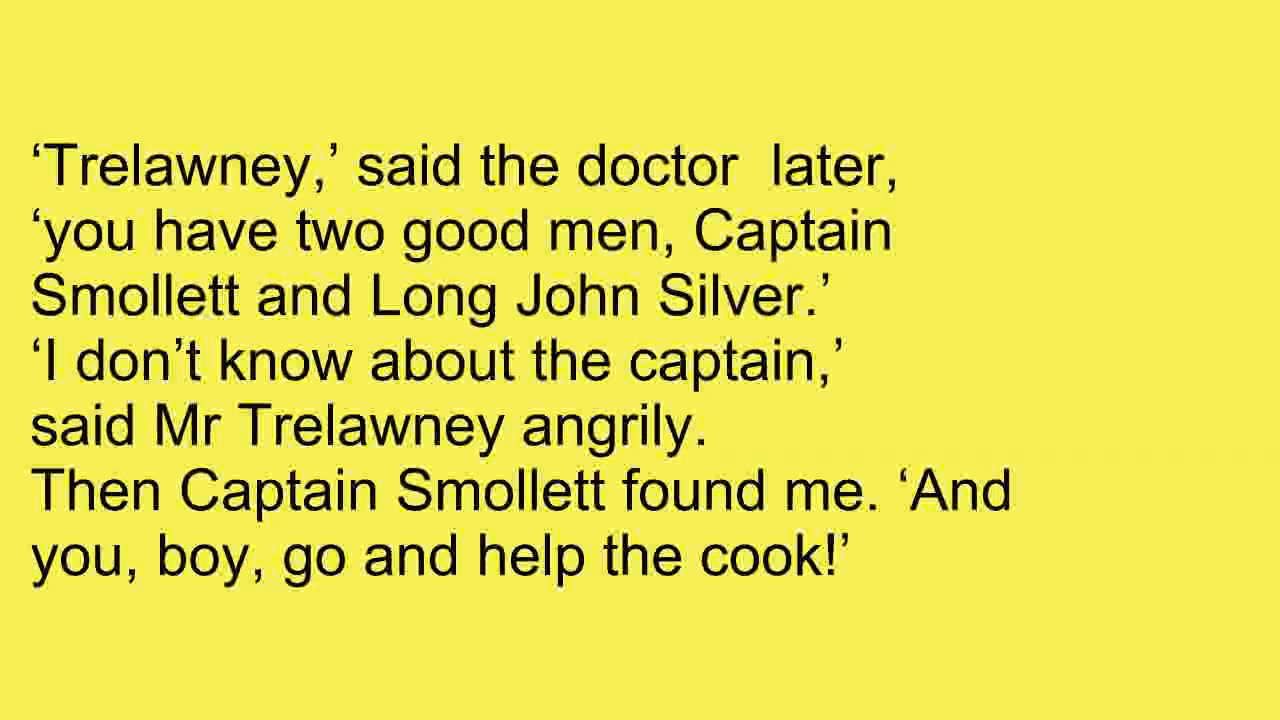 ‘Trelawney,’ said the doctor  later,
‘you have two good men, Captain
Smollett and Long John Silver.’
‘I don’t know about the captain,’
said Mr Trelawney angrily.
Then Captain Smollett found me. ‘And
you, boy, go and help the cook!’